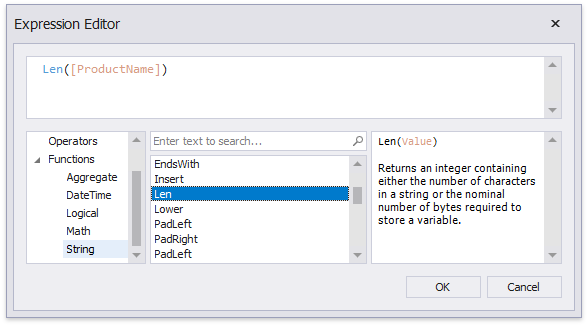 Expression Editor
Len([ProductName])
Operators
Functions
Aggregate
DateTime
Logical
Math
String
Enter text to search...
EndsWith
Insert
Len
Lower
PadLeft
PadRight
PadLeft
Len(Value)
Returns an integer containing
either the number of characters
in a string or the nominal
number of bytes required to
store a variable.
OK
Cancel